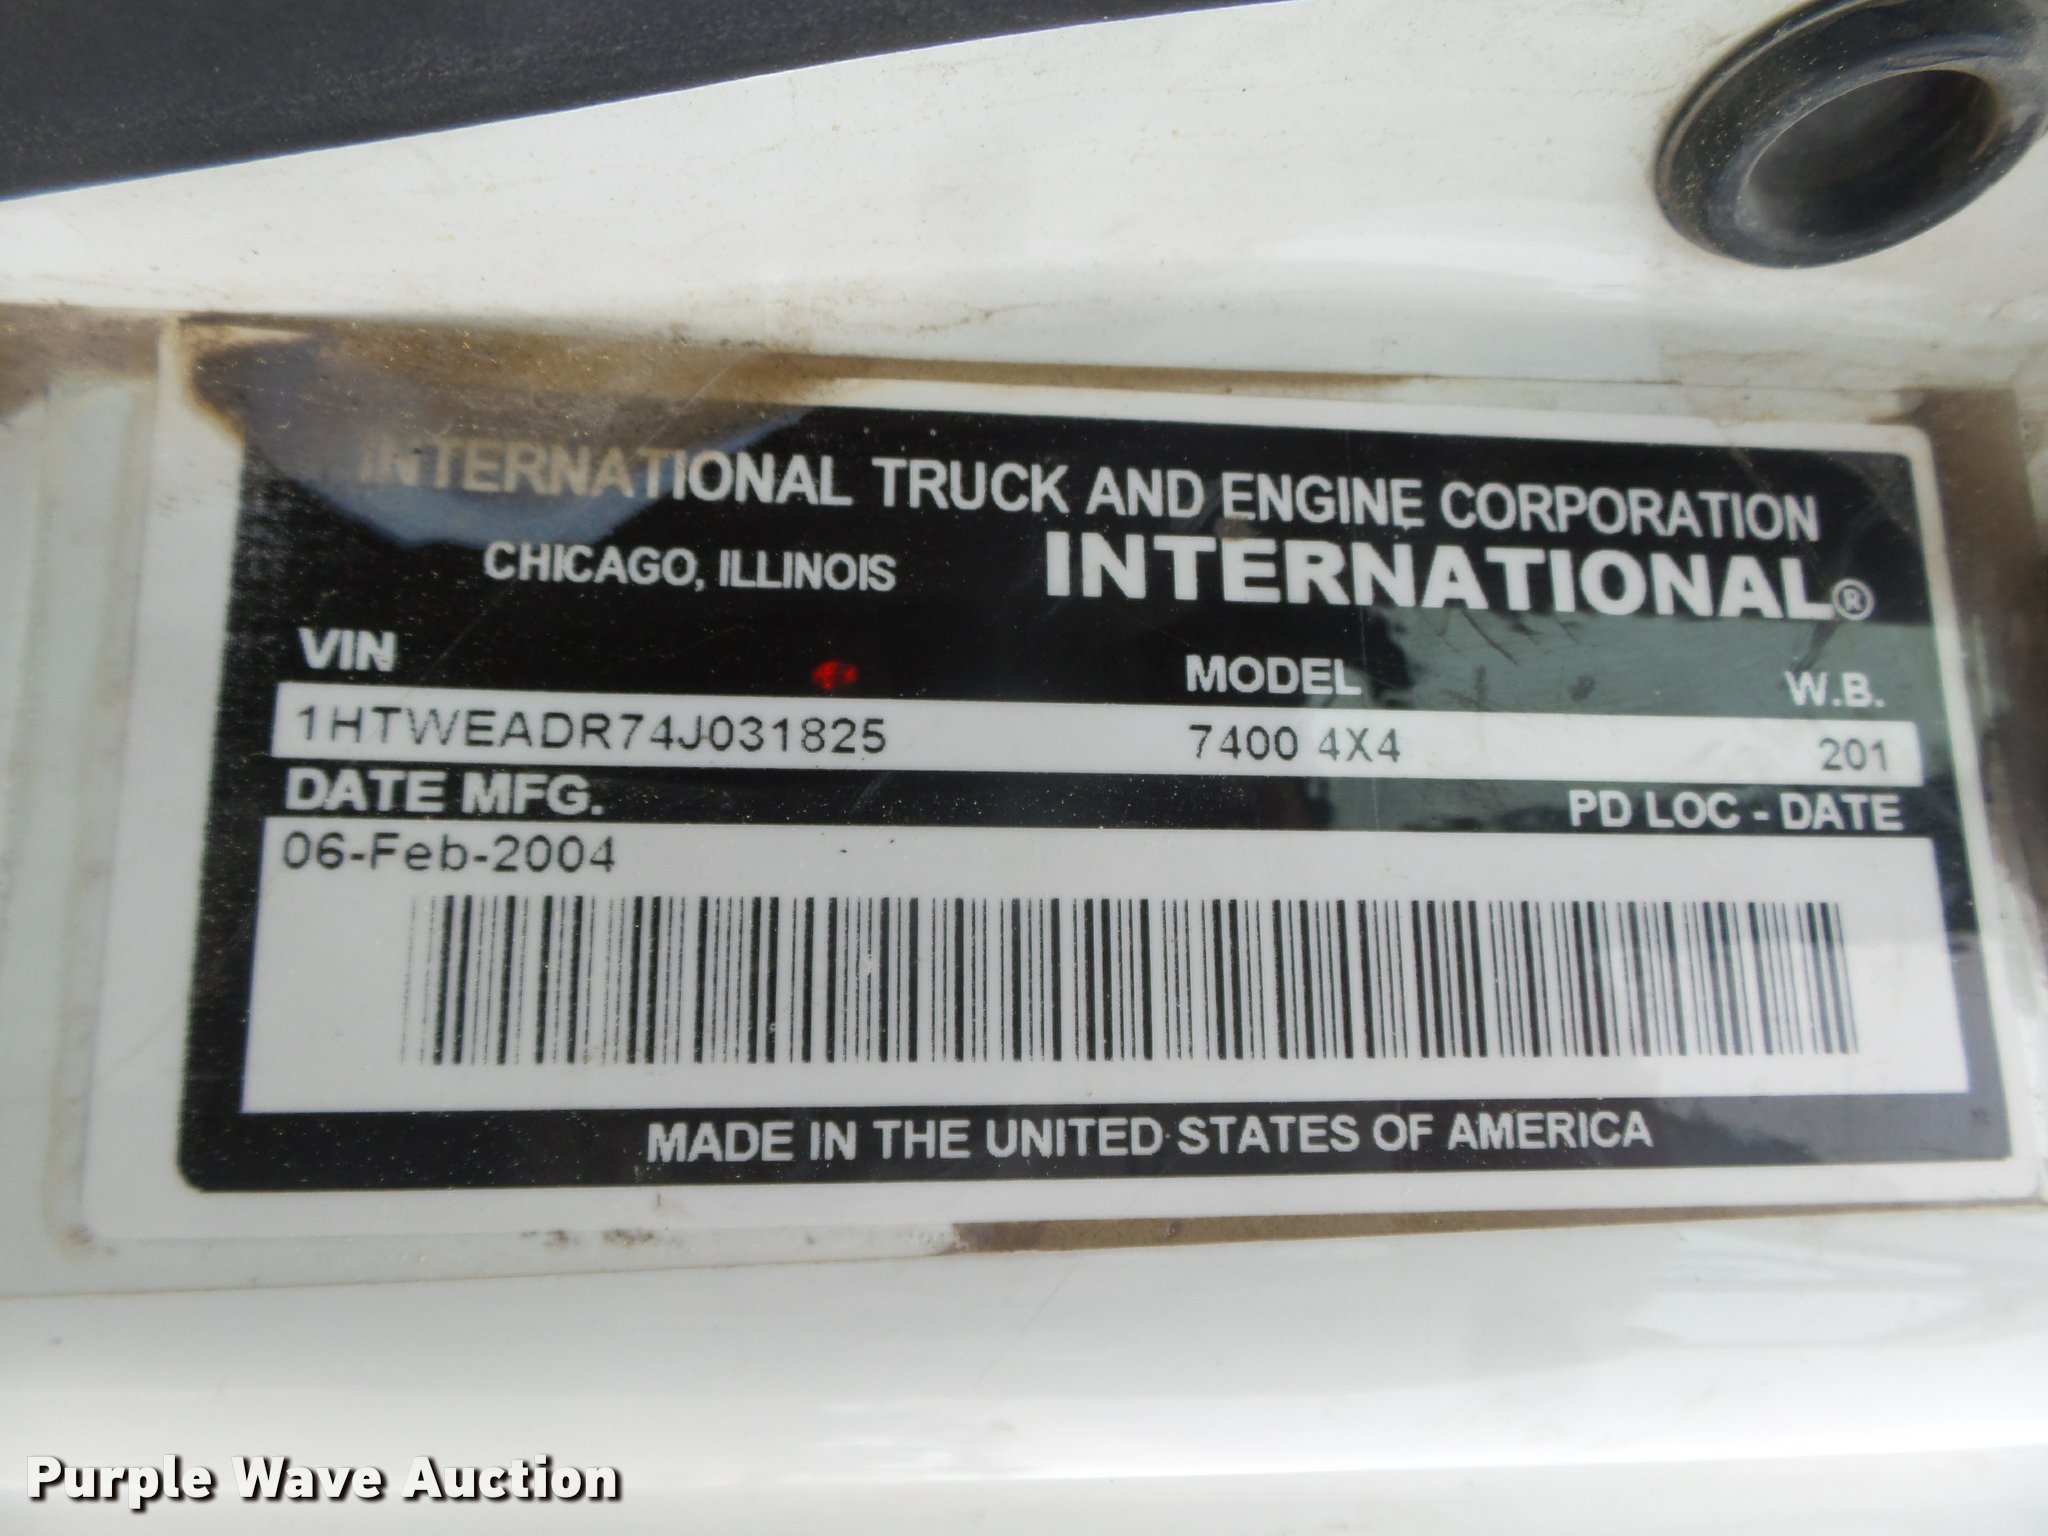 INTERNATIONAL TRUCK AND ENGINE CORPORATION
CHICAGO, ILLINOIS INTERNATIONAL®
VIN MODEL W.B.
1HTWEADR74J031825 7400 4X4 201
DATE MFG. PD LOC - DATE
06-Feb-2004
MADE IN THE UNITED STATES OF AMERICA
Purple Wave Auction